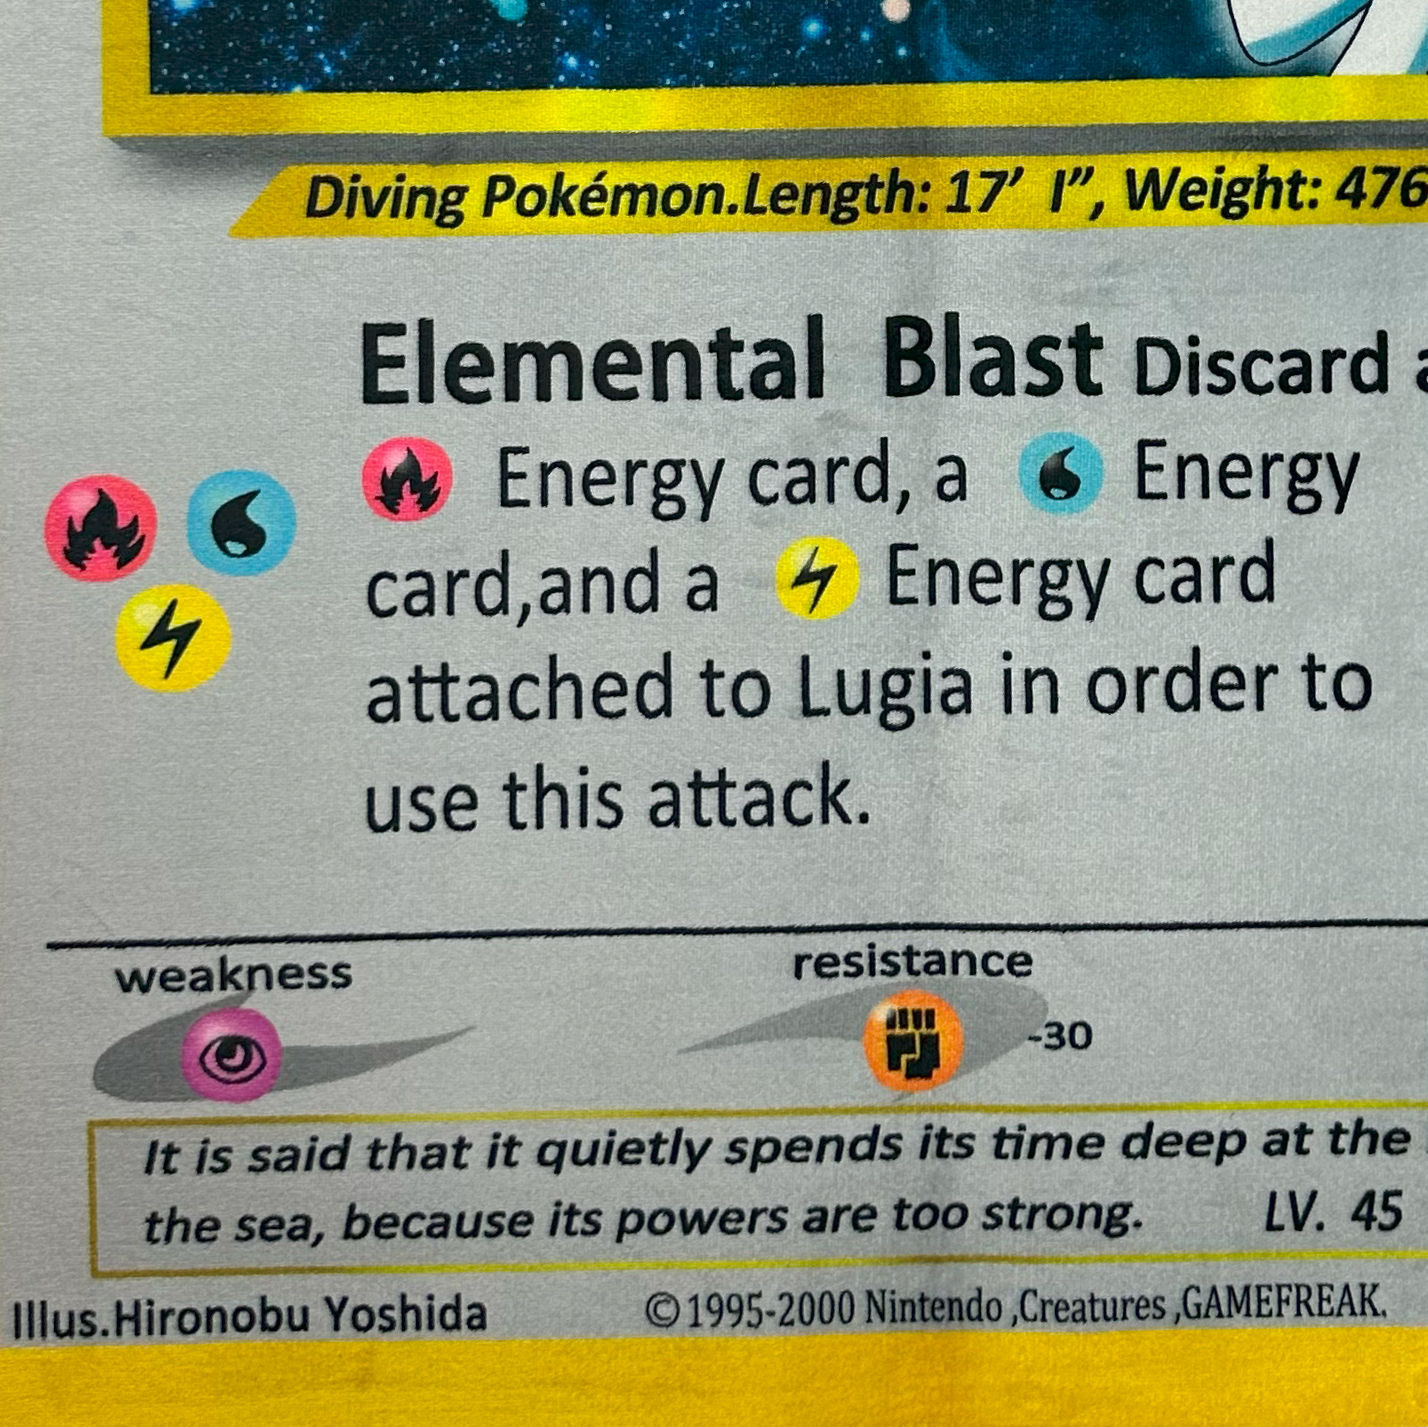 Diving Pokémon.Length: 17' I", Weight: 476
Elemental Blast Discard a
Energy card, a Energy
card,and a Energy card
attached to Lugia in order to
use this attack.
weakness
resistance
-30
It is said that it quietly spends its time deep at the
the sea, because its powers are too strong. LV. 45
Illus.Hironobu Yoshida
©1995-2000 Nintendo ,Creatures ,GAMEFREAK.